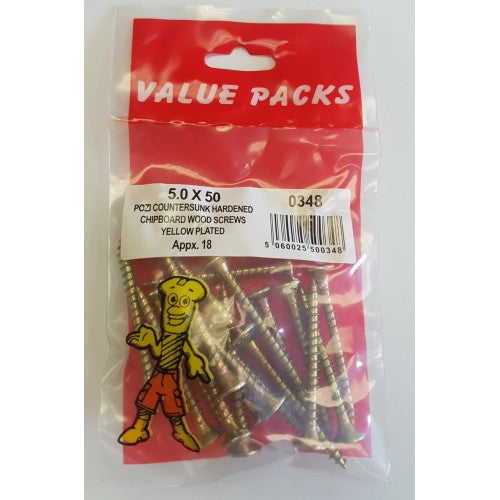 VALUE PACKS
5.0 X 50
POZI COUNTERSUNK HARDENED
CHIPBOARD WOOD SCREWS
YELLOW PLATED
Appx. 18
0348
5 060025 500348